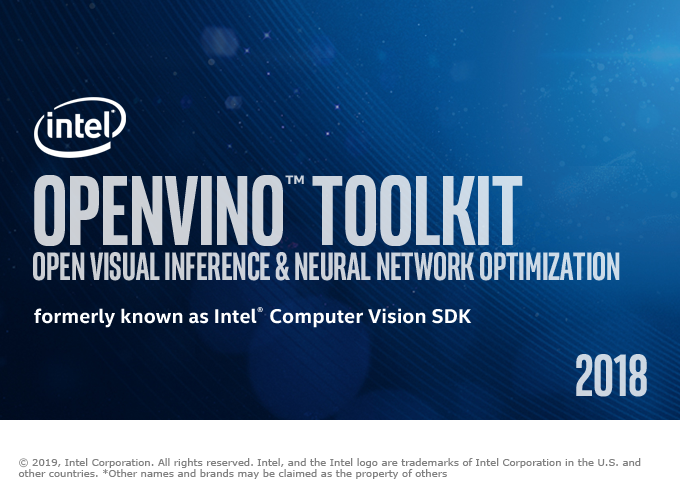 intel®
OPENVINO™ TOOLKIT
OPEN VISUAL INFERENCE & NEURAL NETWORK OPTIMIZATION
formerly known as Intel® Computer Vision SDK
2018
© 2019, Intel Corporation. All rights reserved. Intel, and the Intel logo are trademarks of Intel Corporation in the U.S. and
other countries. *Other names and brands may be claimed as the property of others